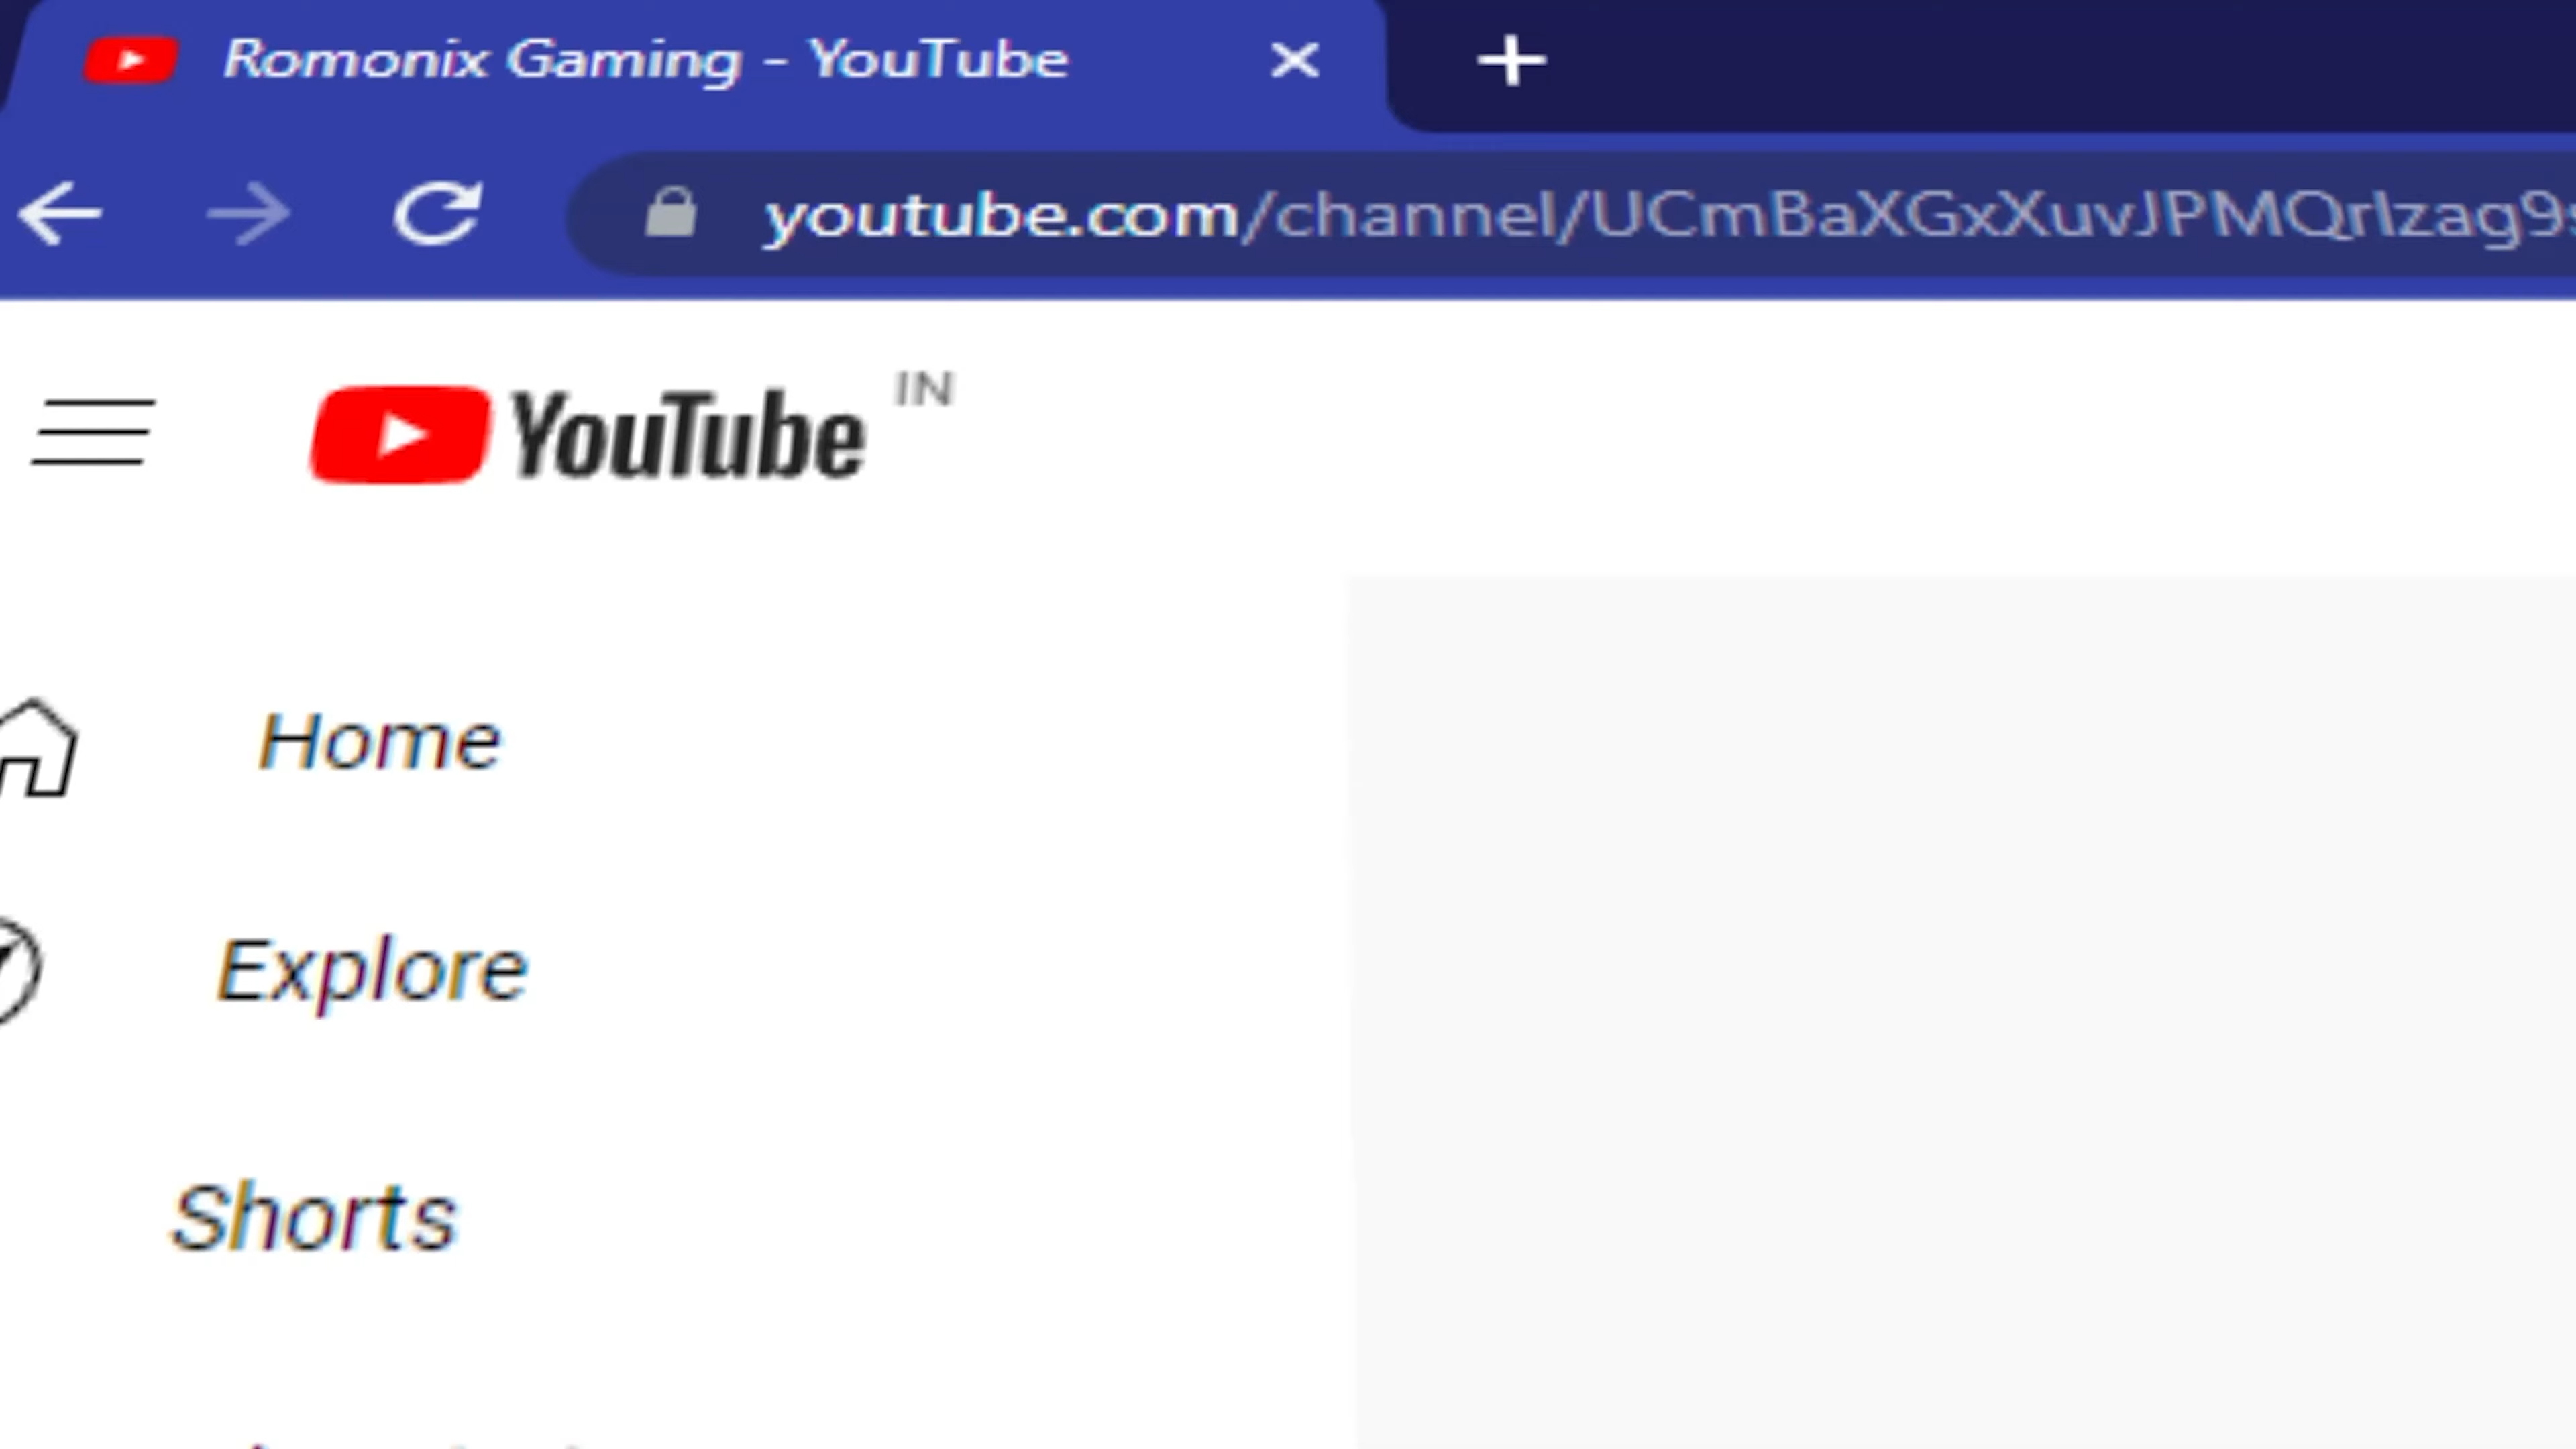 Romonix Gaming - YouTube
youtube.com/channel/UCmBaXGxXuvJPMQrlzag9
YouTube IN
Home
Explore
Shorts